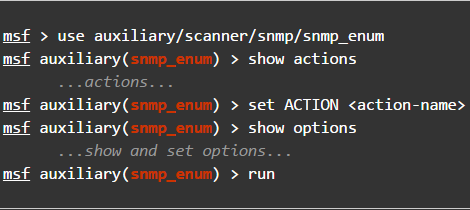 msf > use auxiliary/scanner/snmp/snmp_enum
msf auxiliary(snmp_enum) > show actions
...actions...
msf auxiliary(snmp_enum) > set ACTION <action-name>
msf auxiliary(snmp_enum) > show options
...show and set options...
msf auxiliary(snmp_enum) > run